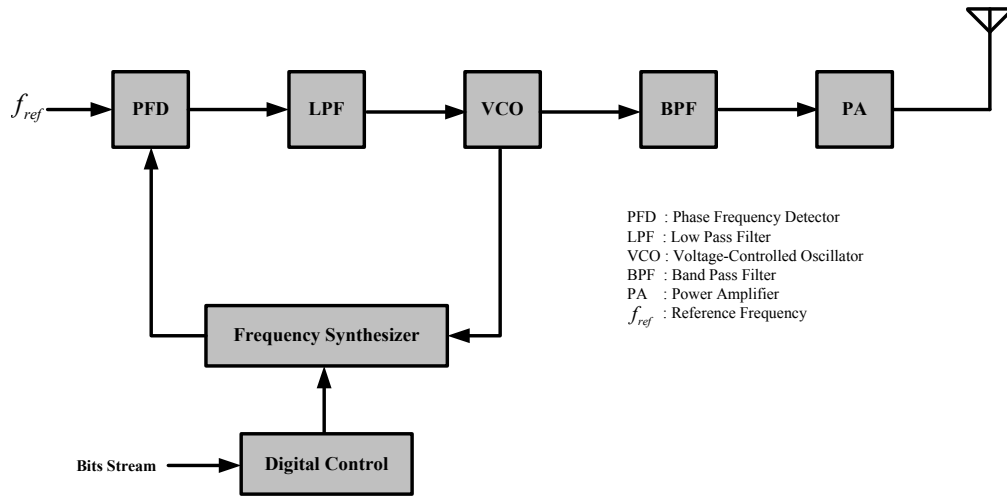 f_ref
PFD
LPF
VCO
BPF
PA
PFD : Phase Frequency Detector
LPF : Low Pass Filter
VCO : Voltage-Controlled Oscillator
BPF : Band Pass Filter
PA : Power Amplifier
f_ref : Reference Frequency
Frequency Synthesizer
Bits Stream
Digital Control